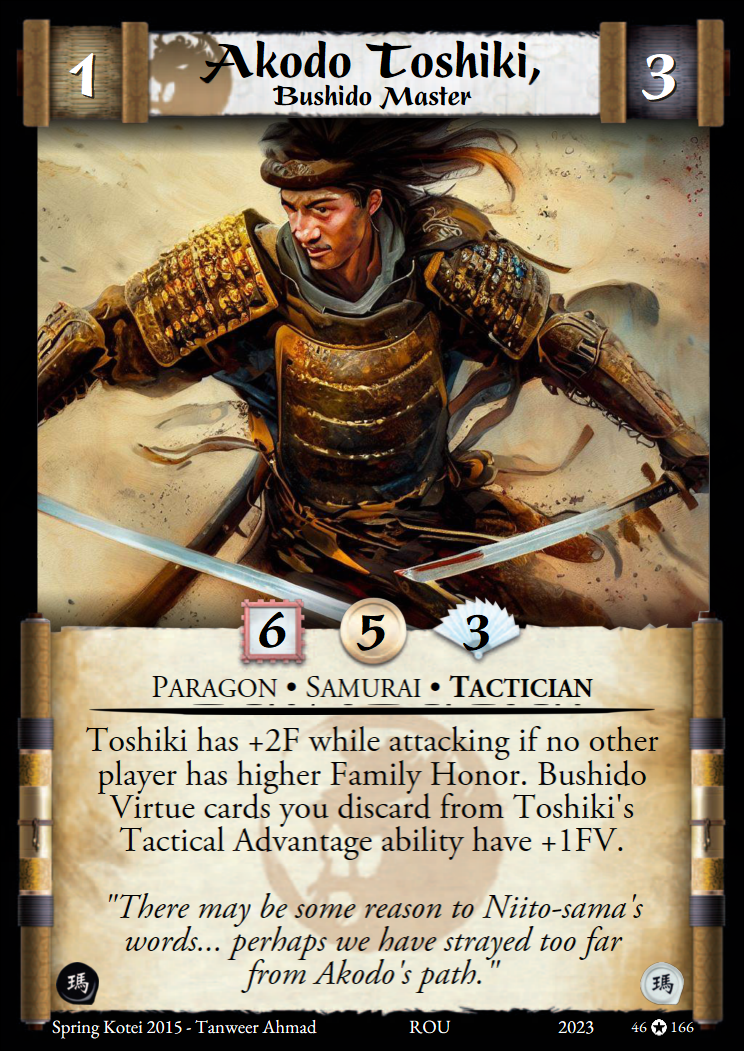 1
Akodo Toshiki,
Bushido Master
3
6 5 3
Paragon • Samurai • Tactician
Toshiki has +2F while attacking if no other
player has higher Family Honor. Bushido
Virtue cards you discard from Toshiki's
Tactical Advantage ability have +1FV.
"There may be some reason to Niito-sama's
words... perhaps we have strayed too far
from Akodo's path."
瑪 瑪
Spring Kotei 2015 - Tanweer Ahmad ROU 2023 46 166